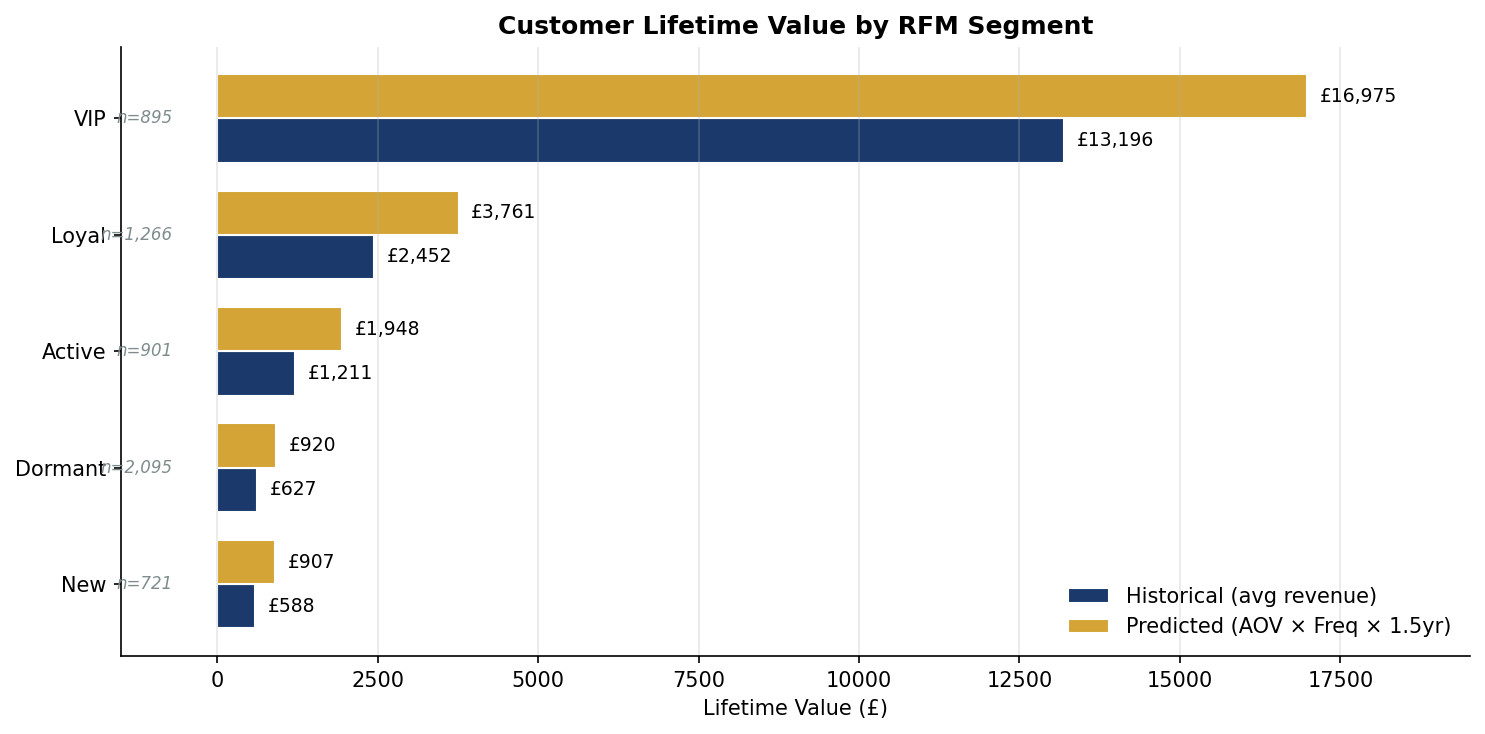 Customer Lifetime Value by RFM Segment
VIP
n=895
£16,975
£13,196
Loyal
n=1,266
£3,761
£2,452
Active
n=901
£1,948
£1,211
Dormant
n=2,095
£920
£627
New
n=721
£907
£588
Historical (avg revenue)
Predicted (AOV × Freq × 1.5yr)
0 2500 5000 7500 10000 12500 15000 17500
Lifetime Value (£)